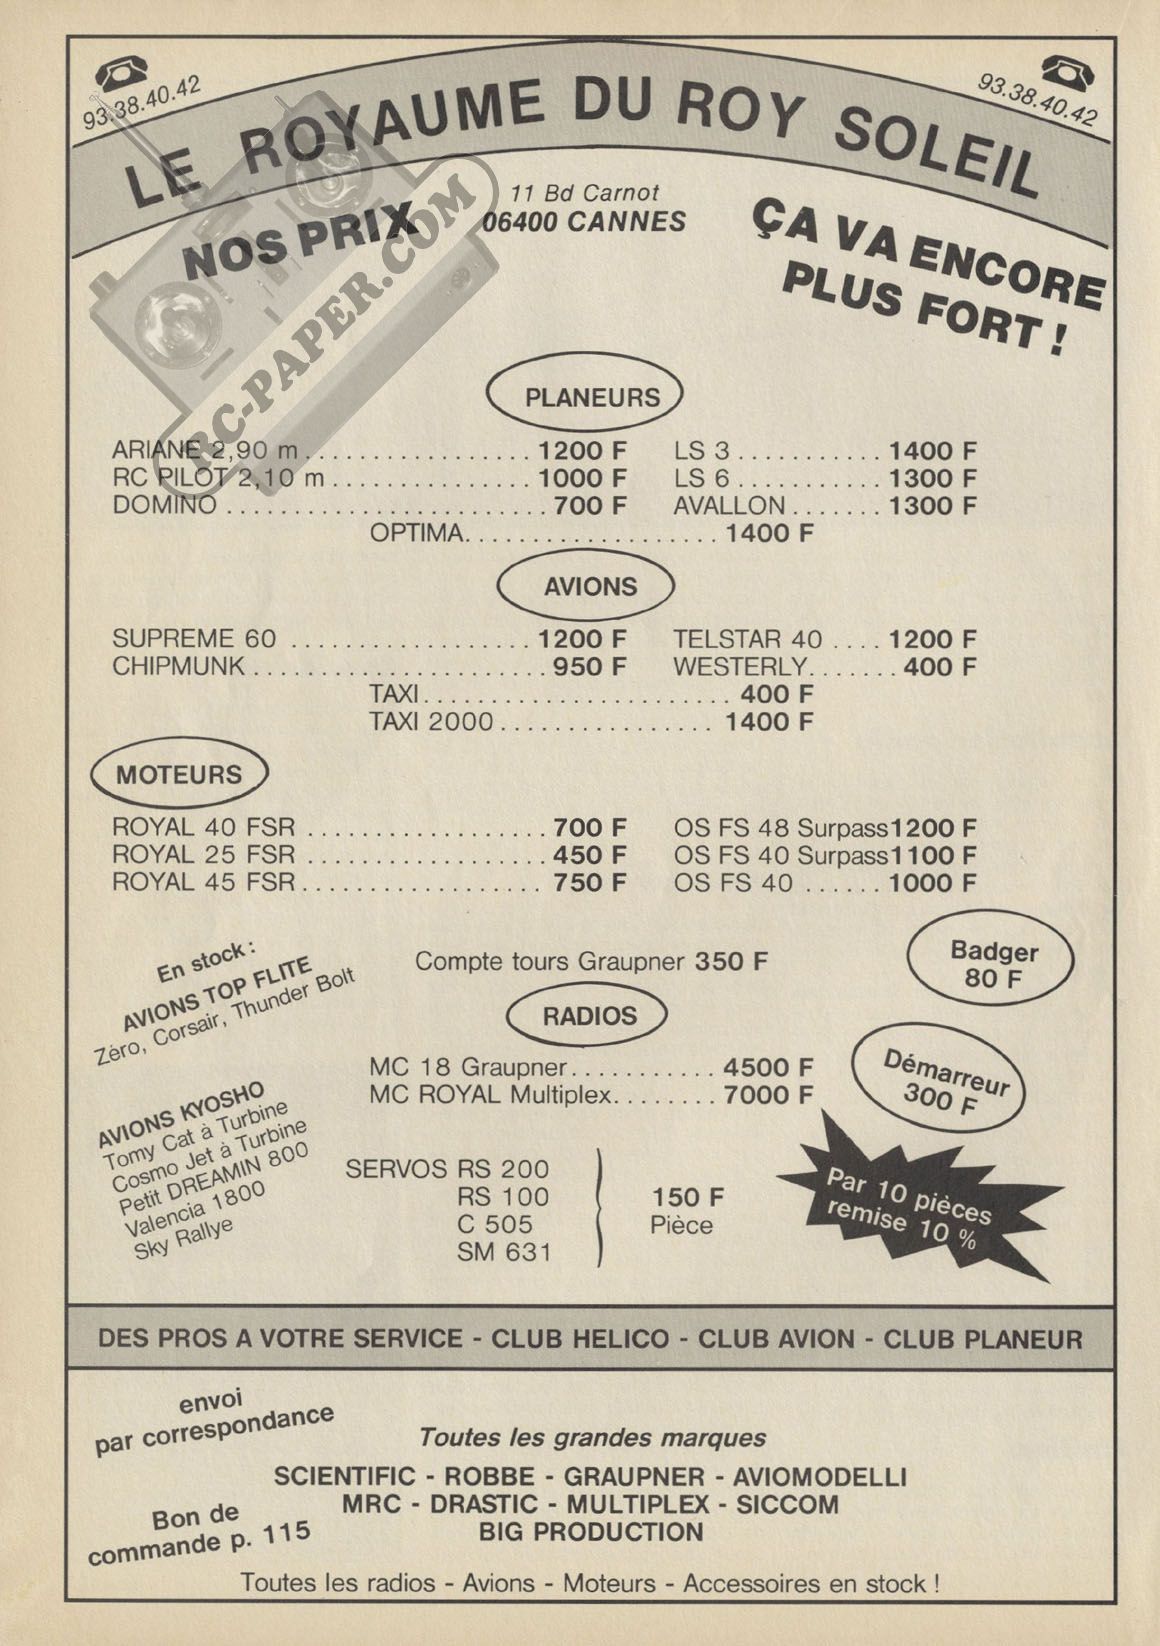 93.38.40.42
93.38.40.42
LE ROYAUME DU ROY SOLEIL
11 Bd Carnot
06400 CANNES
NOS PRIX
ÇA VA ENCORE
PLUS FORT !
RC-PAPER.COM
PLANEURS
ARIANE 2,90 m .................. 1200 F LS 3 ........... 1400 F
RC PILOT 2,10 m ............... 1000 F LS 6 ........... 1300 F
DOMINO ........................ 700 F AVALLON ....... 1300 F
OPTIMA ................... 1400 F
AVIONS
SUPREME 60 .................. 1200 F TELSTAR 40 .... 1200 F
CHIPMUNK ...................... 950 F WESTERLY ....... 400 F
TAXI ....................... 400 F
TAXI 2000 ................ 1400 F
MOTEURS
ROYAL 40 FSR .................. 700 F OS FS 48 Surpass 1200 F
ROYAL 25 FSR .................. 450 F OS FS 40 Surpass 1100 F
ROYAL 45 FSR .................. 750 F OS FS 40 ...... 1000 F
En stock :
AVIONS TOP FLITE
Zéro, Corsair, Thunder Bolt
Compte tours Graupner 350 F
Badger
80 F
RADIOS
MC 18 Graupner ........... 4500 F
MC ROYAL Multiplex ........ 7000 F
Démarreur
300 F
AVIONS KYOSHO
Tomy Cat à Turbine
Cosmo Jet à Turbine
Petit DREAMIN 800
Valencia 1800
Sky Rallye
SERVOS RS 200
RS 100
C 505
SM 631
150 F
Pièce
Par 10 pièces
remise 10 %
DES PROS A VOTRE SERVICE - CLUB HELICO - CLUB AVION - CLUB PLANEUR
envoi
par correspondance
Toutes les grandes marques
SCIENTIFIC - ROBBE - GRAUPNER - AVIOMODELLI
MRC - DRASTIC - MULTIPLEX - SICCOM
BIG PRODUCTION
Bon de
commande p. 115
Toutes les radios - Avions - Moteurs - Accessoires en stock !